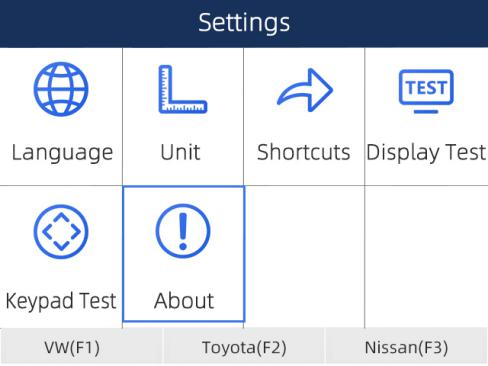 Settings
TEST
Language
Unit
Shortcuts
Display Test
Keypad Test
About
VW(F1)
Toyota(F2)
Nissan(F3)